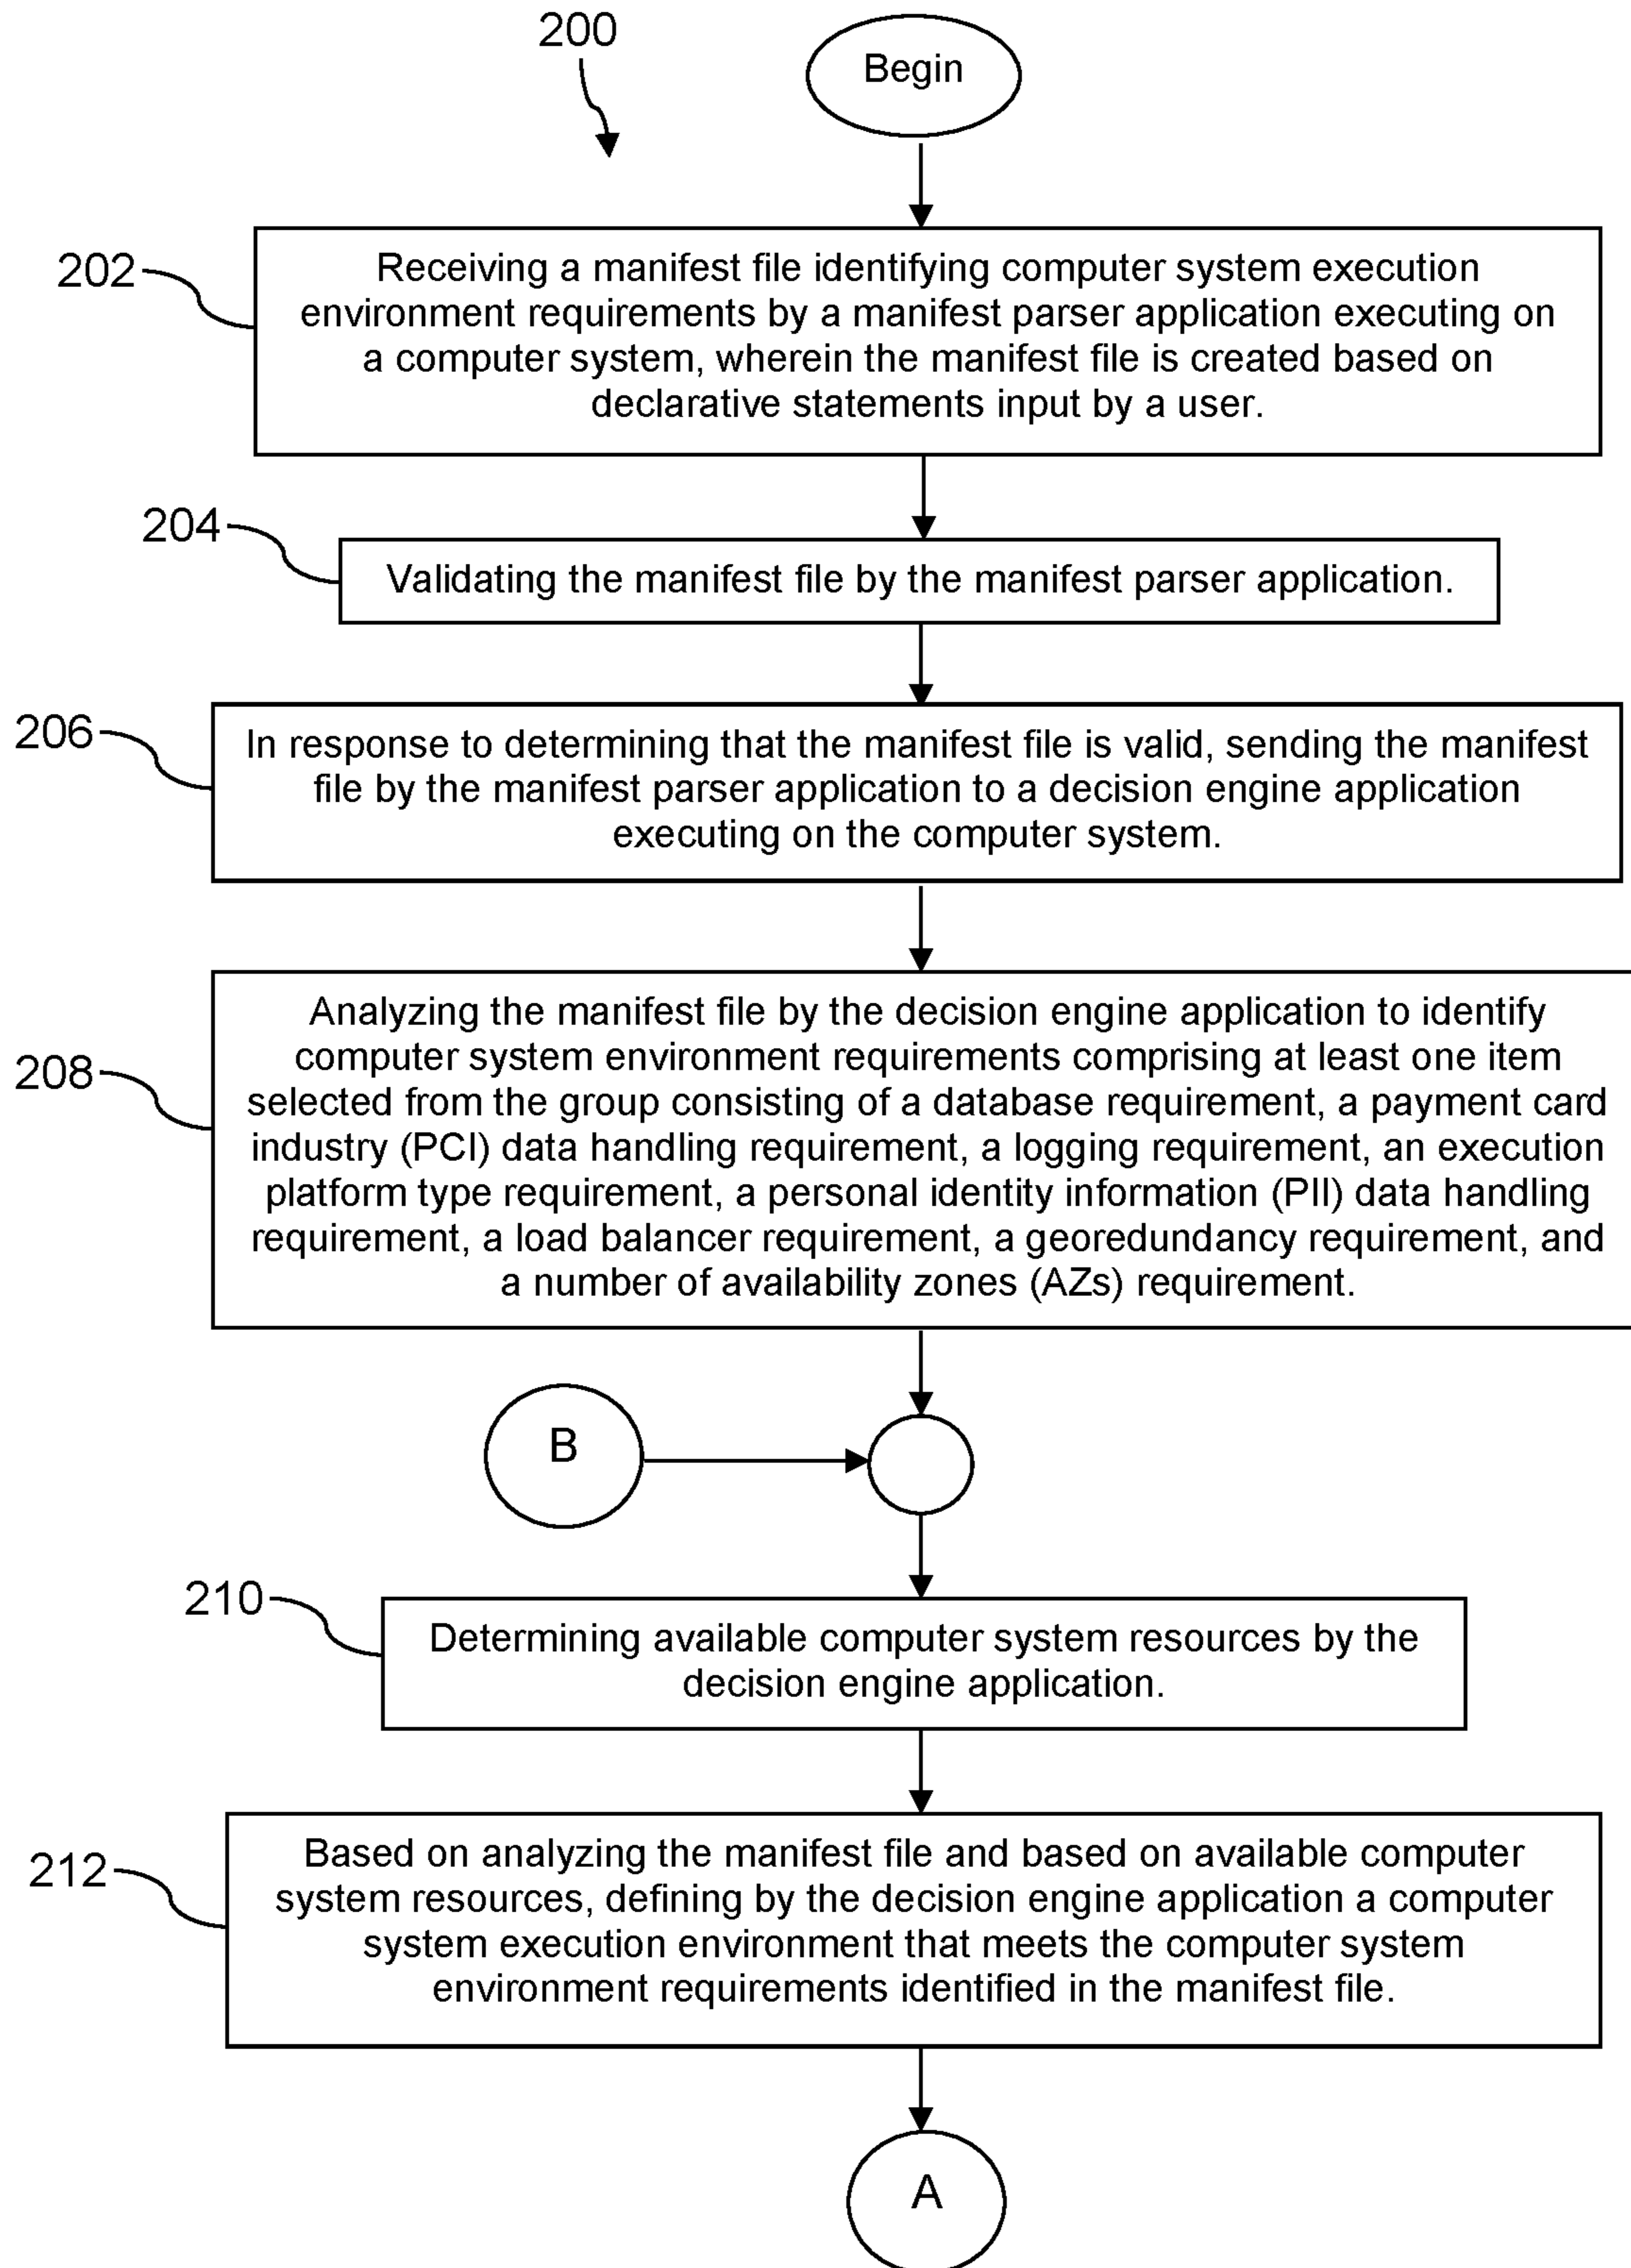 200
Begin
202
Receiving a manifest file identifying computer system execution
environment requirements by a manifest parser application executing on
a computer system, wherein the manifest file is created based on
declarative statements input by a user.
204
Validating the manifest file by the manifest parser application.
206
In response to determining that the manifest file is valid, sending the manifest
file by the manifest parser application to a decision engine application
executing on the computer system.
208
Analyzing the manifest file by the decision engine application to identify
computer system environment requirements comprising at least one item
selected from the group consisting of a database requirement, a payment card
industry (PCI) data handling requirement, a logging requirement, an execution
platform type requirement, a personal identity information (PII) data handling
requirement, a load balancer requirement, a georedundancy requirement, and
a number of availability zones (AZs) requirement.
B
210
Determining available computer system resources by the
decision engine application.
212
Based on analyzing the manifest file and based on available computer
system resources, defining by the decision engine application a computer
system execution environment that meets the computer system
environment requirements identified in the manifest file.
A